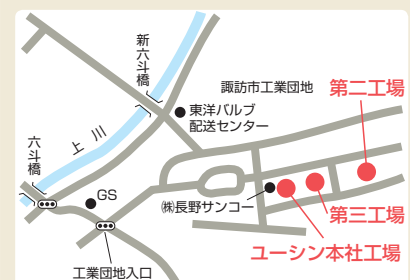 新六斗橋
諏訪市工業団地
第二工場
東洋バルブ
配送センター
上川
六斗橋
GS
㈱長野サンコー
第三工場
ユーシン本社工場
工業団地入口